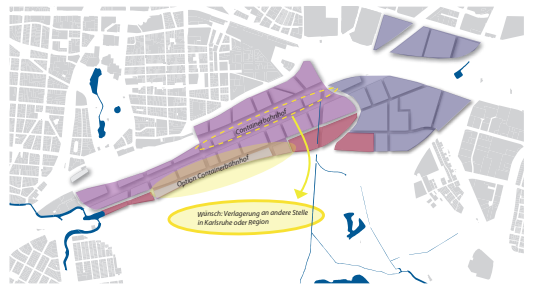 Containerbahnhof
Option Containerbahnhof
Wunsch: Verlagerung an andere Stelle
in Karlsruhe oder Region